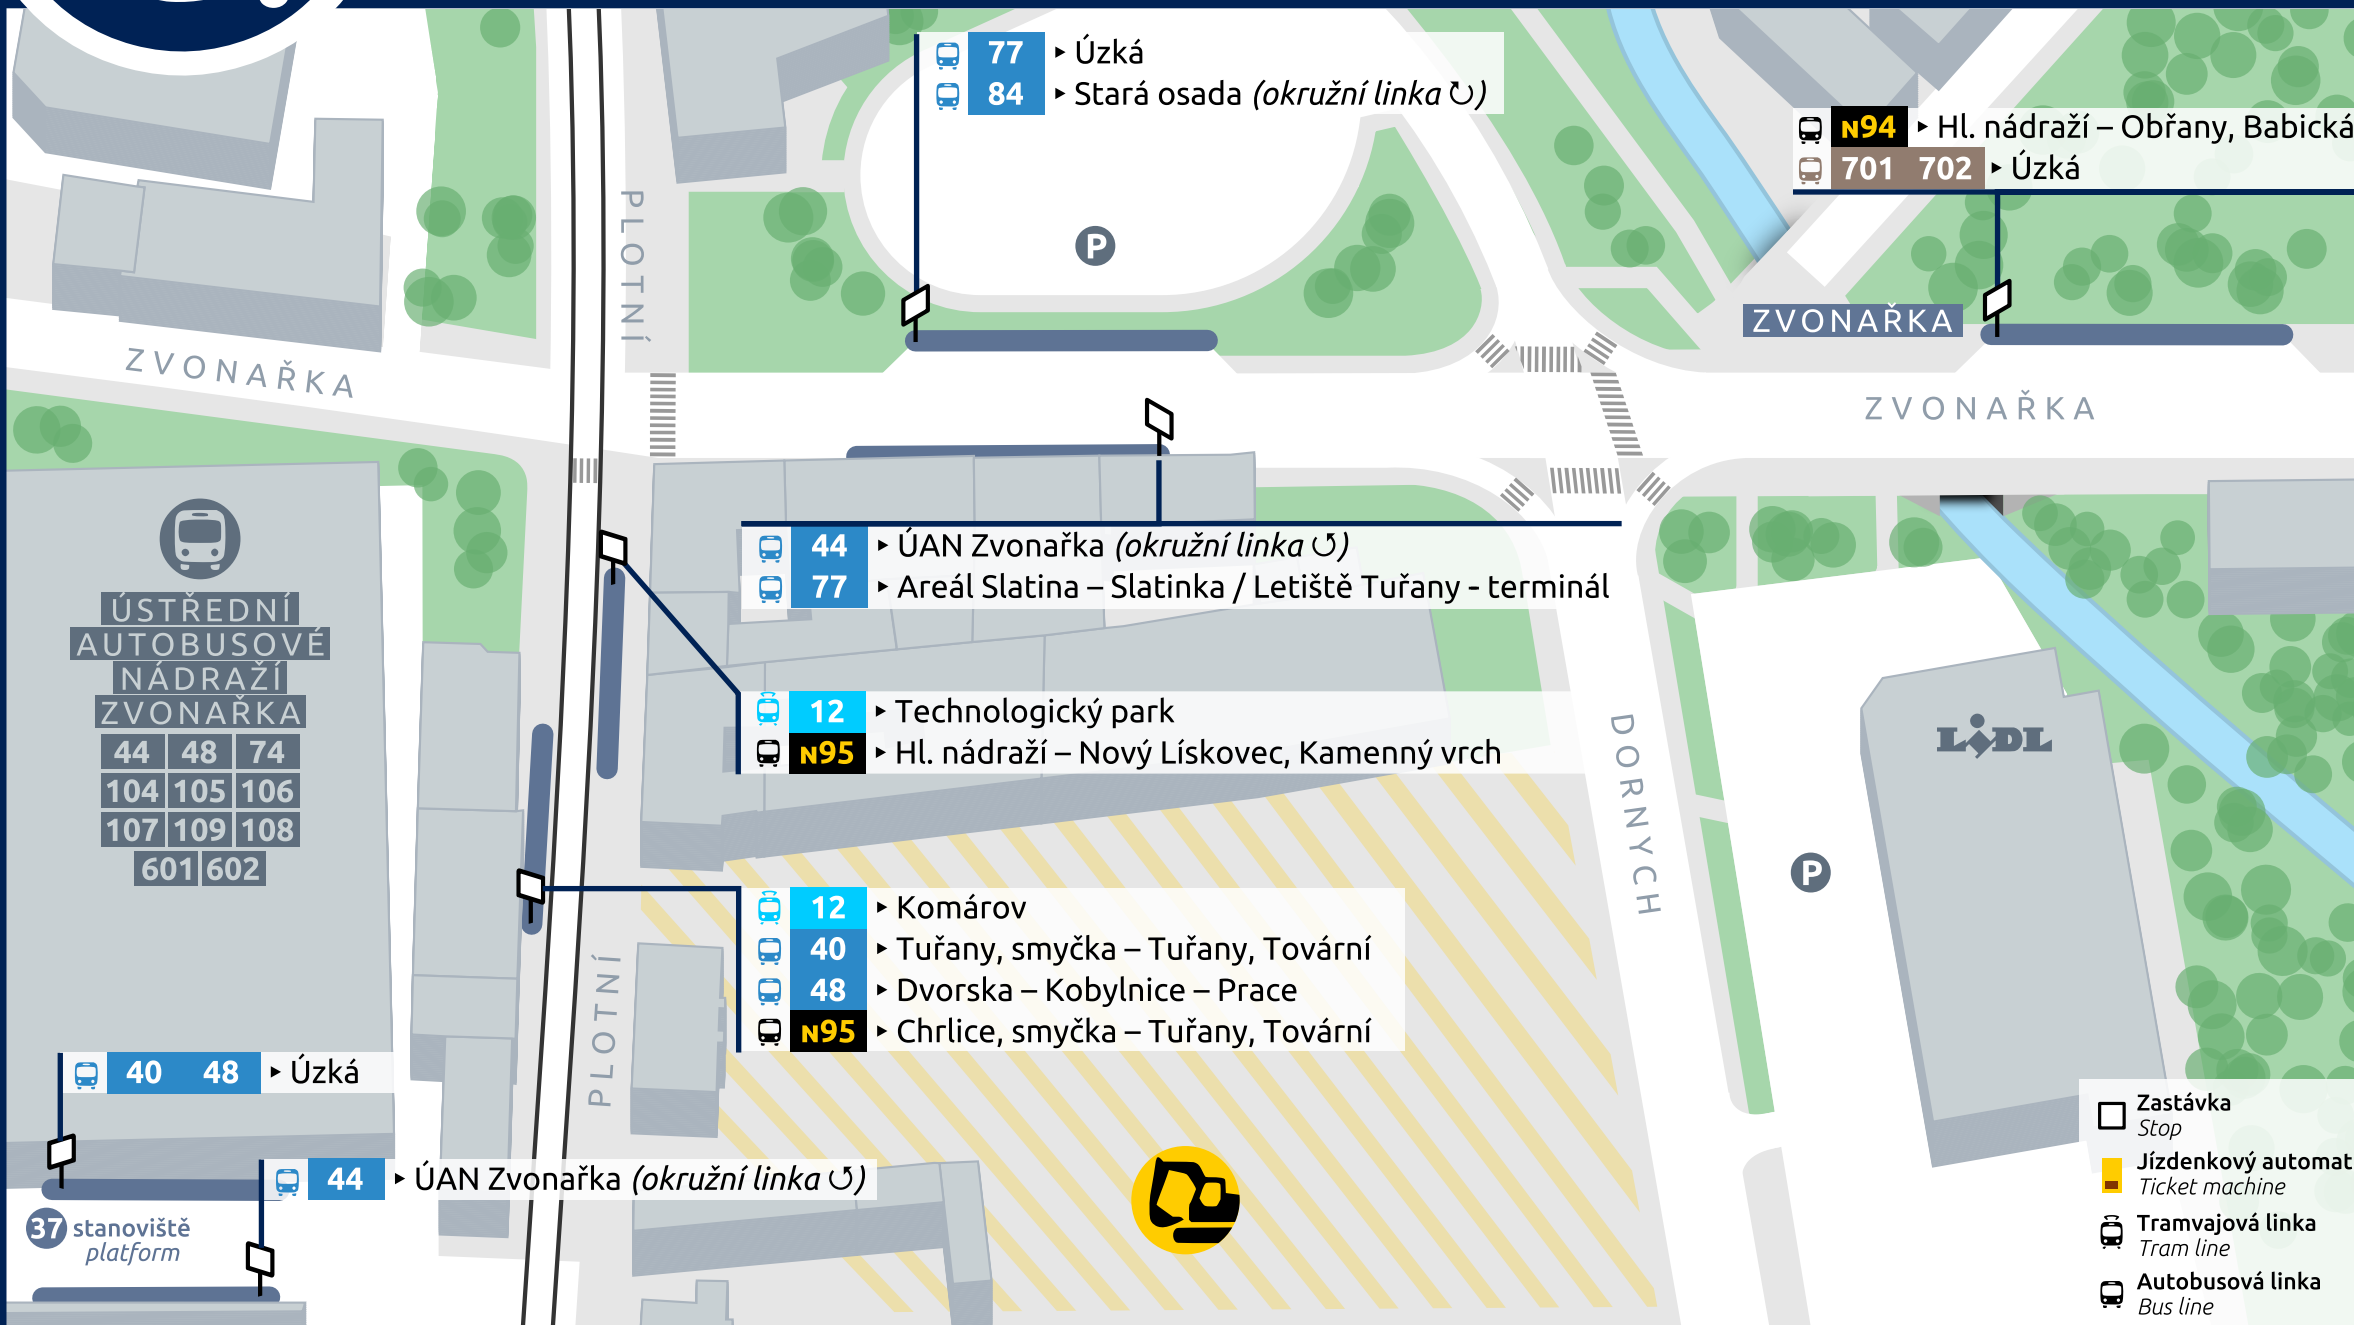 77 ▸ Úzká
84 ▸ Stará osada (okružní linka ↻)
N94 ▸ Hl. nádraží – Obřany, Babická
701 702 ▸ Úzká
PLOTNÍ
P
ZVONAŘKA
ZVONAŘKA
ZVONAŘKA
44 ▸ ÚAN Zvonařka (okružní linka ↺)
77 ▸ Areál Slatina – Slatinka / Letiště Tuřany - terminál
ÚSTŘEDNÍ
AUTOBUSOVÉ
NÁDRAŽÍ
ZVONAŘKA
44 48 74
104 105 106
107 109 108
601 602
12 ▸ Technologický park
N95 ▸ Hl. nádraží – Nový Lískovec, Kamenný vrch
DORNYCH
LIDL
P
12 ▸ Komárov
40 ▸ Tuřany, smyčka – Tuřany, Tovární
48 ▸ Dvorska – Kobylnice – Prace
N95 ▸ Chrlice, smyčka – Tuřany, Tovární
PLOTNÍ
40 48 ▸ Úzká
44 ▸ ÚAN Zvonařka (okružní linka ↺)
37 stanoviště
platform
Zastávka
Stop
Jízdenkový automat
Ticket machine
Tramvajová linka
Tram line
Autobusová linka
Bus line